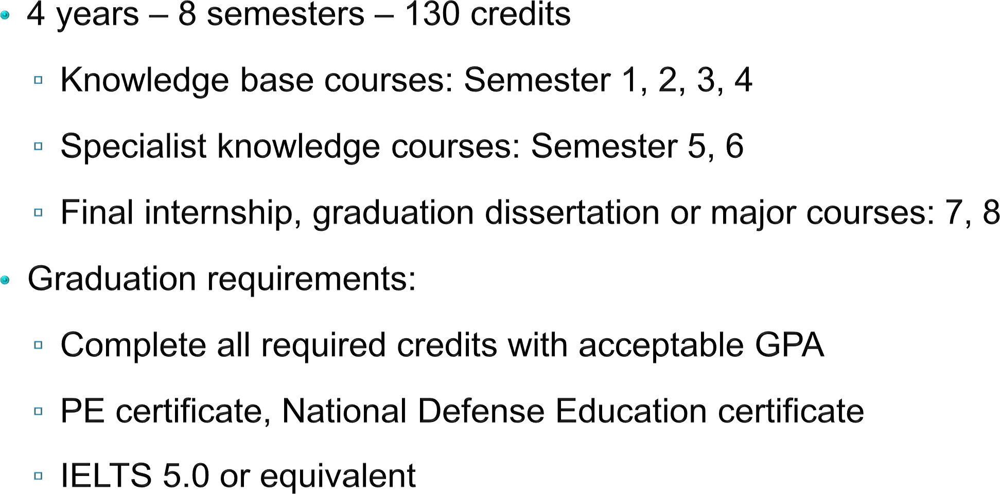 • 4 years – 8 semesters – 130 credits
▫ Knowledge base courses: Semester 1, 2, 3, 4
▫ Specialist knowledge courses: Semester 5, 6
▫ Final internship, graduation dissertation or major courses: 7, 8
• Graduation requirements:
▫ Complete all required credits with acceptable GPA
▫ PE certificate, National Defense Education certificate
▫ IELTS 5.0 or equivalent